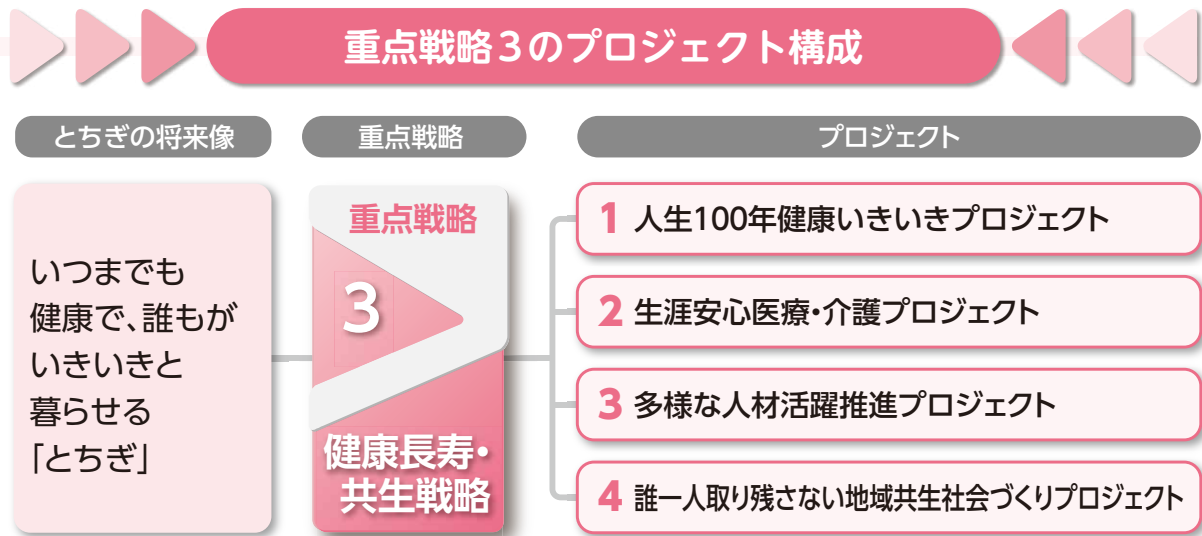 重点戦略3のプロジェクト構成
とちぎの将来像
重点戦略
プロジェクト
いつまでも
健康で、誰もが
いきいきと
暮らせる
「とちぎ」
重点戦略
3
健康長寿・
共生戦略
1 人生100年健康いきいきプロジェクト
2 生涯安心医療・介護プロジェクト
3 多様な人材活躍推進プロジェクト
4 誰一人取り残さない地域共生社会づくりプロジェクト